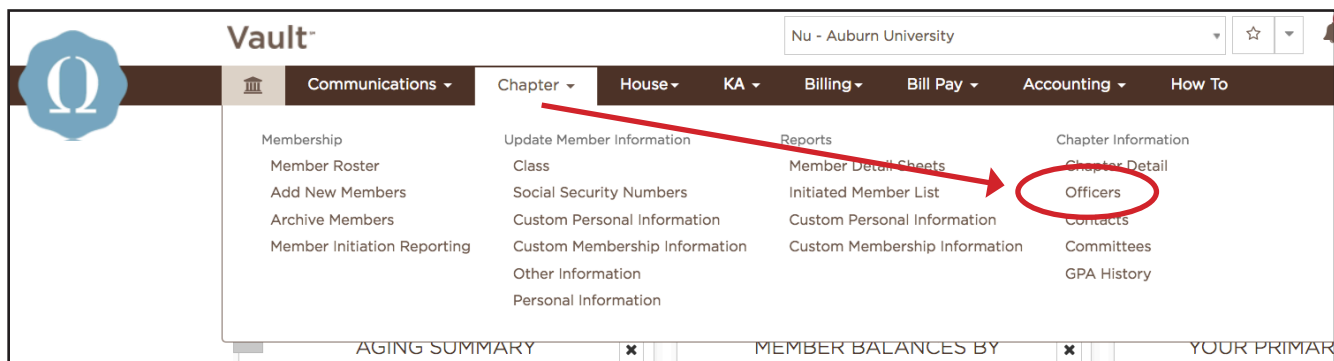 Vault
Nu - Auburn University
Ω
Communications
Chapter
House
KA
Billing
Bill Pay
Accounting
How To
Membership
Member Roster
Add New Members
Archive Members
Member Initiation Reporting
Update Member Information
Class
Social Security Numbers
Custom Personal Information
Custom Membership Information
Other Information
Personal Information
Reports
Member Detail Sheets
Initiated Member List
Custom Personal Information
Custom Membership Information
Chapter Information
Chapter Detail
Officers
Contacts
Committees
GPA History
AGING SUMMARY
MEMBER BALANCES BY
YOUR PRIMAR